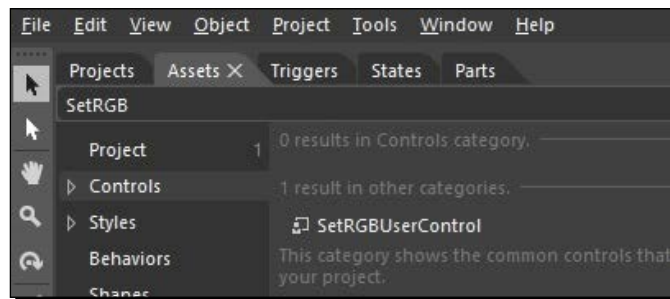 File Edit View Object Project Tools Window Help
Projects Assets Triggers States Parts
SetRGB
Project 1
0 results in Controls category.
Controls
1 result in other categories.
Styles
SetRGBUserControl
Behaviors
This category shows the common controls that
your project.
Shapes